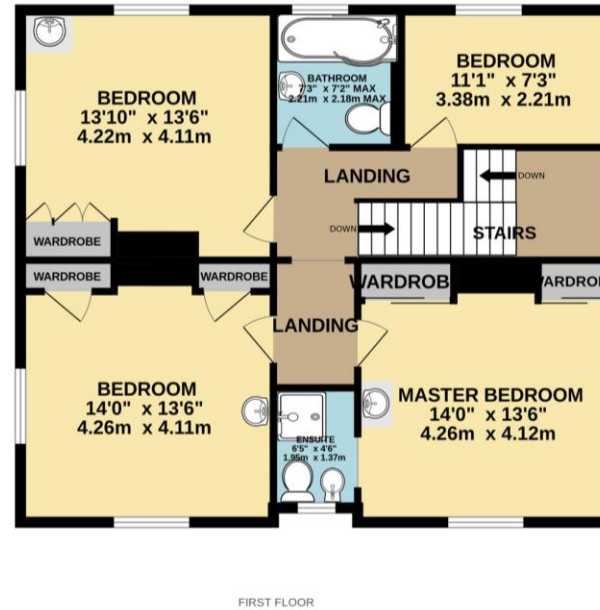 BEDROOM
13'10" x 13'6"
4.22m x 4.11m
BATHROOM
7'3" x 7'2" MAX
2.21m x 2.18m MAX
BEDROOM
11'1" x 7'3"
3.38m x 2.21m
LANDING
DOWN
DOWN
STAIRS
WARDROBE
WARDROBE
WARDROBE
WARDROB
WARDROB
LANDING
BEDROOM
14'0" x 13'6"
4.26m x 4.11m
MASTER BEDROOM
14'0" x 13'6"
4.26m x 4.12m
ENSUITE
6'5" x 4'6"
1.95m x 1.37m
FIRST FLOOR